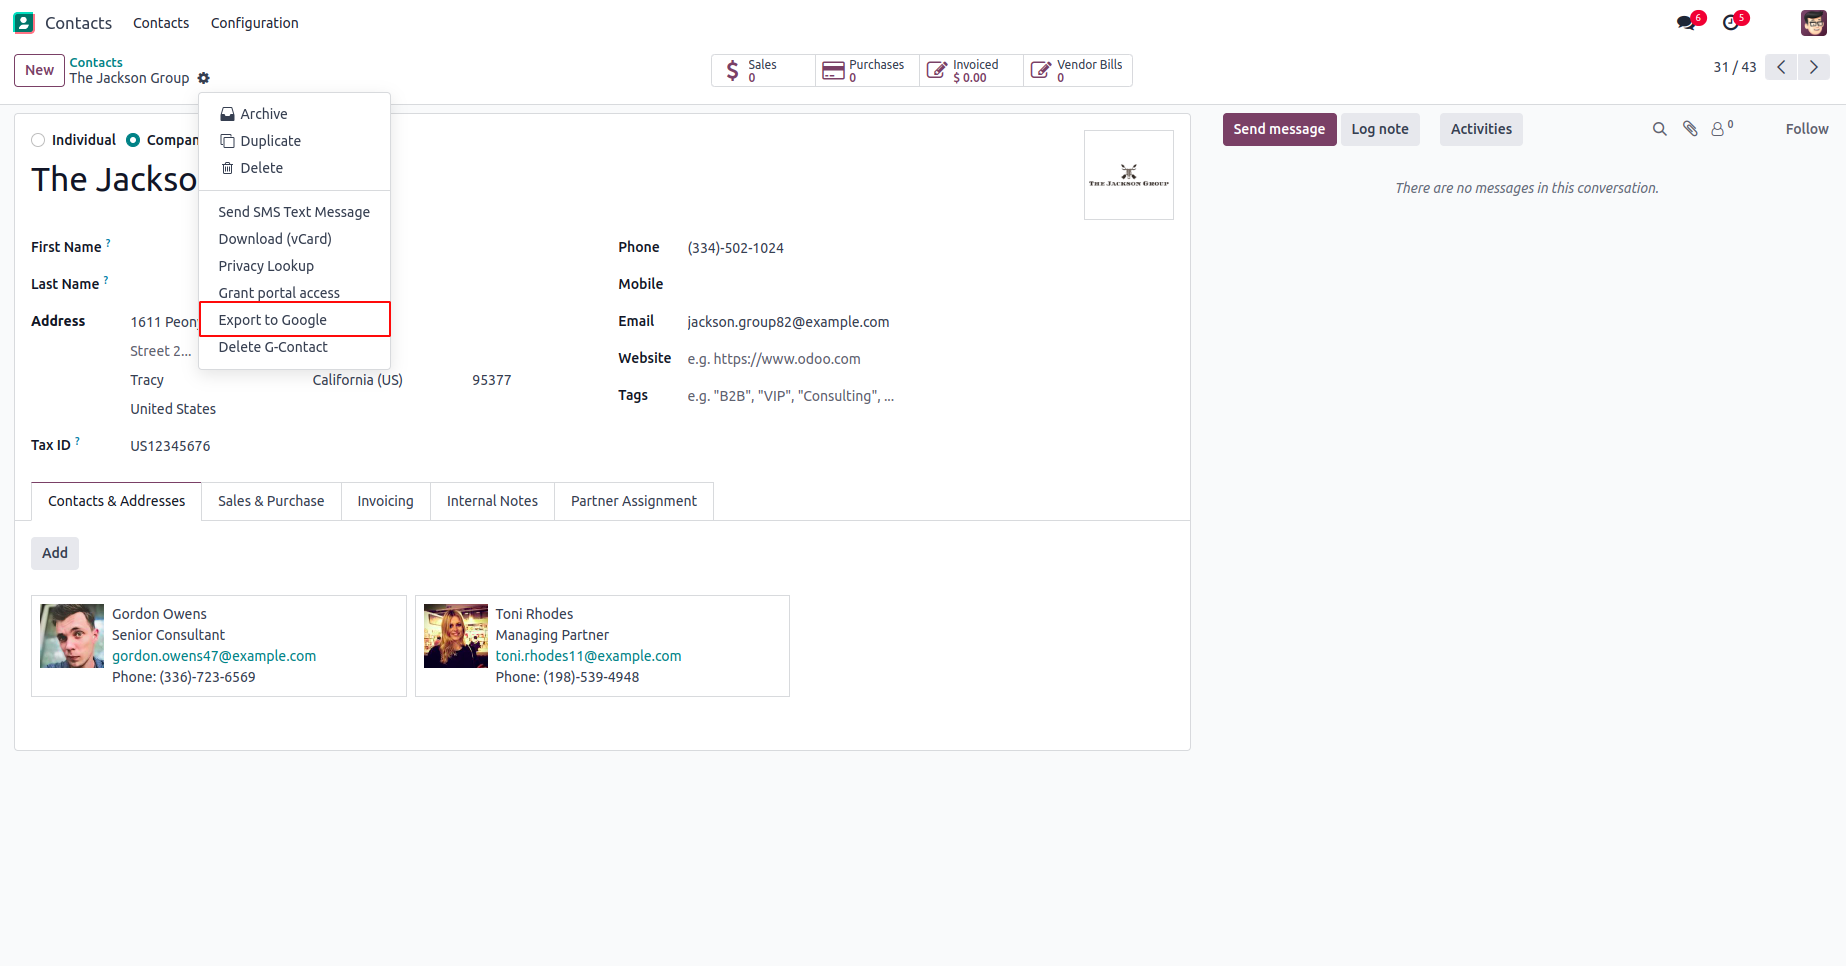 Contacts Contacts Configuration 6 5
New Contacts
The Jackson Group
Sales 0
Purchases 0
Invoiced $ 0.00
Vendor Bills 0
31 / 43
Archive
Duplicate
Delete
Send SMS Text Message
Download (vCard)
Privacy Lookup
Grant portal access
Export to Google
Delete G-Contact
Individual Compan
The Jackso
THE JACKSON GROUP
First Name ?
Last Name ?
Address 1611 Peony
Street 2...
Tracy California (US) 95377
United States
Tax ID ? US12345676
Phone (334)-502-1024
Mobile
Email jackson.group82@example.com
Website e.g. https://www.odoo.com
Tags e.g. "B2B", "VIP", "Consulting", ...
Contacts & Addresses Sales & Purchase Invoicing Internal Notes Partner Assignment
Add
Gordon Owens
Senior Consultant
gordon.owens47@example.com
Phone: (336)-723-6569
Toni Rhodes
Managing Partner
toni.rhodes11@example.com
Phone: (198)-539-4948
Send message Log note Activities 0 Follow
There are no messages in this conversation.